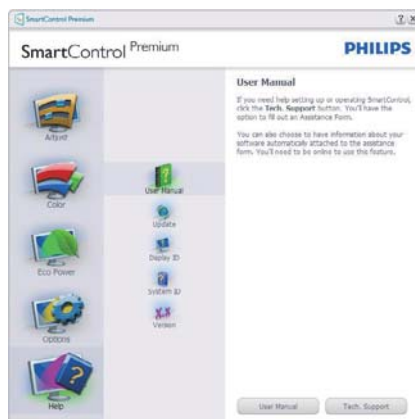 SmartControl Premium
SmartControl Premium
PHILIPS
User Manual
If you need help setting up or operating SmartControl,
click the Tech. Support button. You'll have the
option to fill out an Assistance Form.
You can also choose to have information about your
software automatically attached to the assistance
form. You'll need to be online to use this feature.
Adjust
Color
Eco Power
Options
Help
User Manual
Update
Display ID
System ID
Version
User Manual
Tech. Support